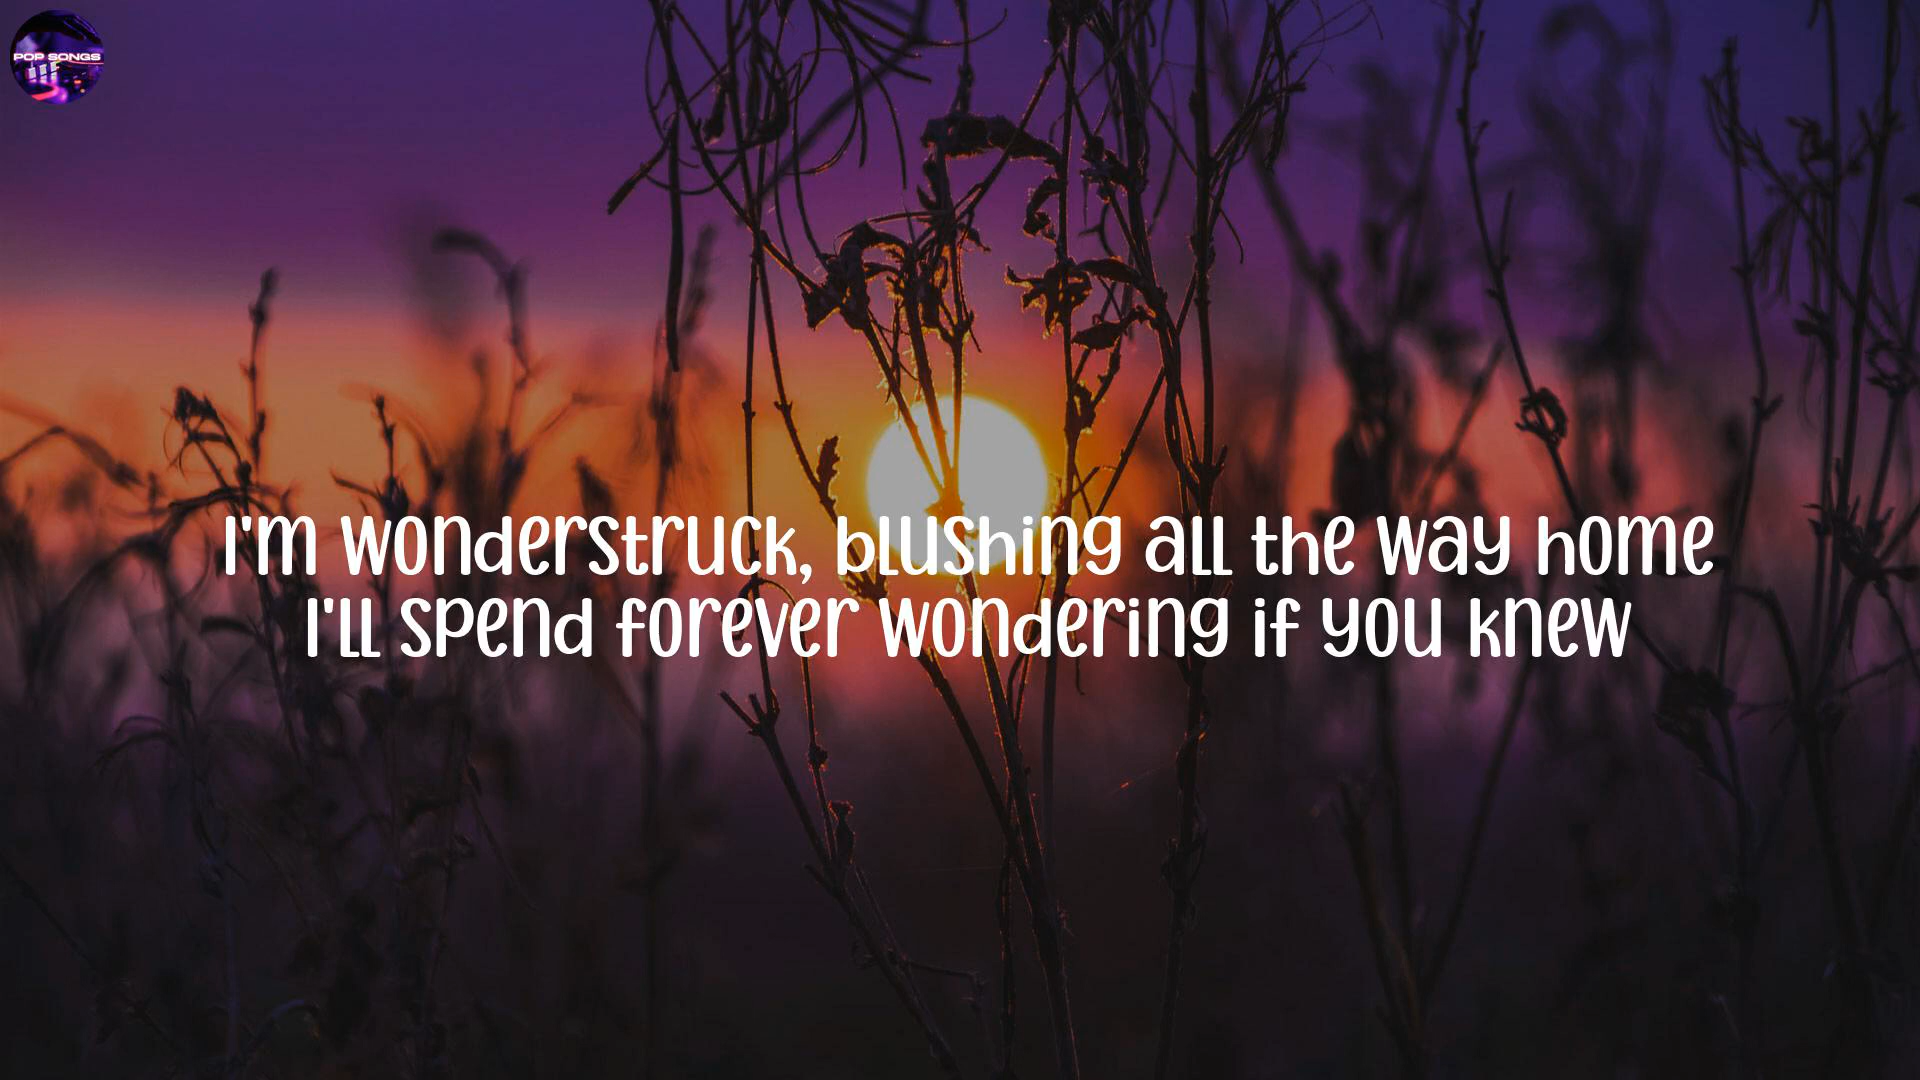 POP SONGS
I'm wonderstruck, blushing all the way home
I'll spend forever wondering if you knew